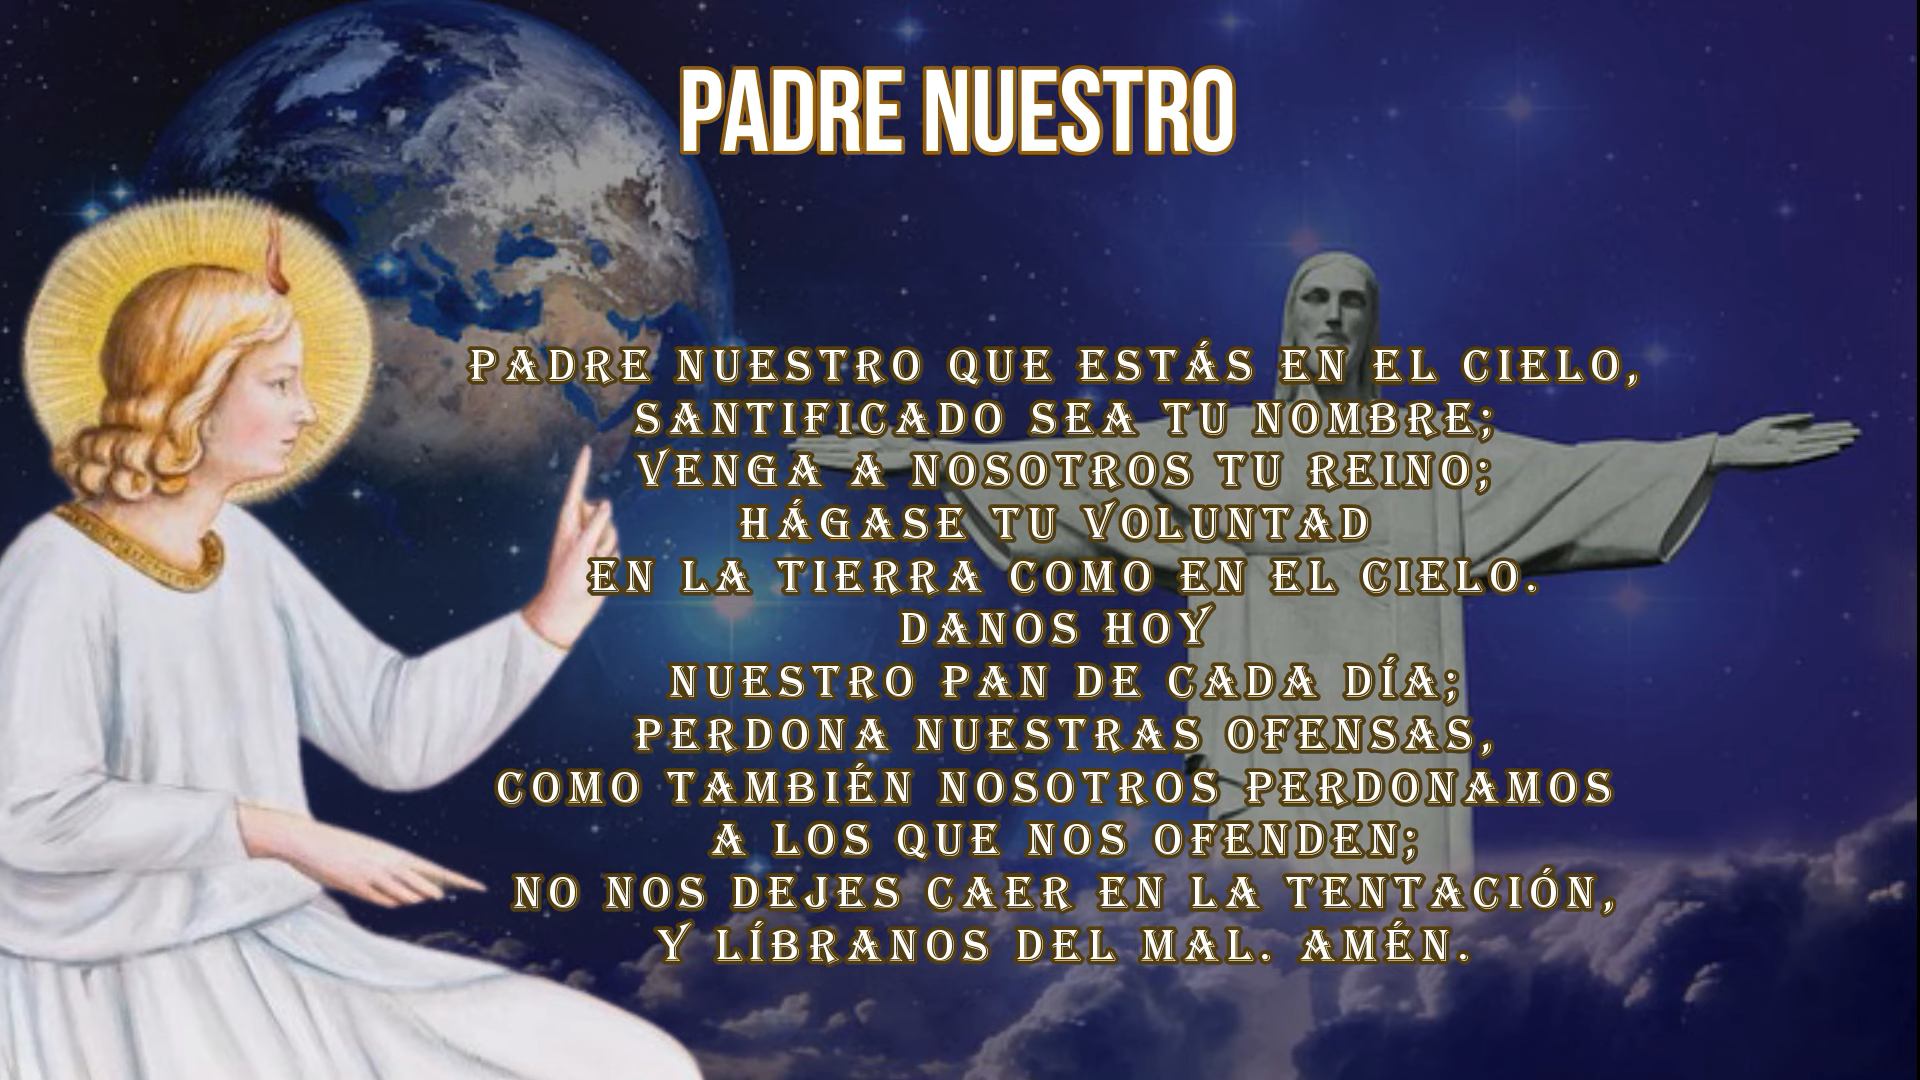 PADRE NUESTRO
PADRE NUESTRO QUE ESTÁS EN EL CIELO,
SANTIFICADO SEA TU NOMBRE;
VENGA A NOSOTROS TU REINO;
HÁGASE TU VOLUNTAD
EN LA TIERRA COMO EN EL CIELO.
DANOS HOY
NUESTRO PAN DE CADA DÍA;
PERDONA NUESTRAS OFENSAS,
COMO TAMBIÉN NOSOTROS PERDONAMOS
A LOS QUE NOS OFENDEN;
NO NOS DEJES CAER EN LA TENTACIÓN,
Y LÍBRANOS DEL MAL. AMÉN.